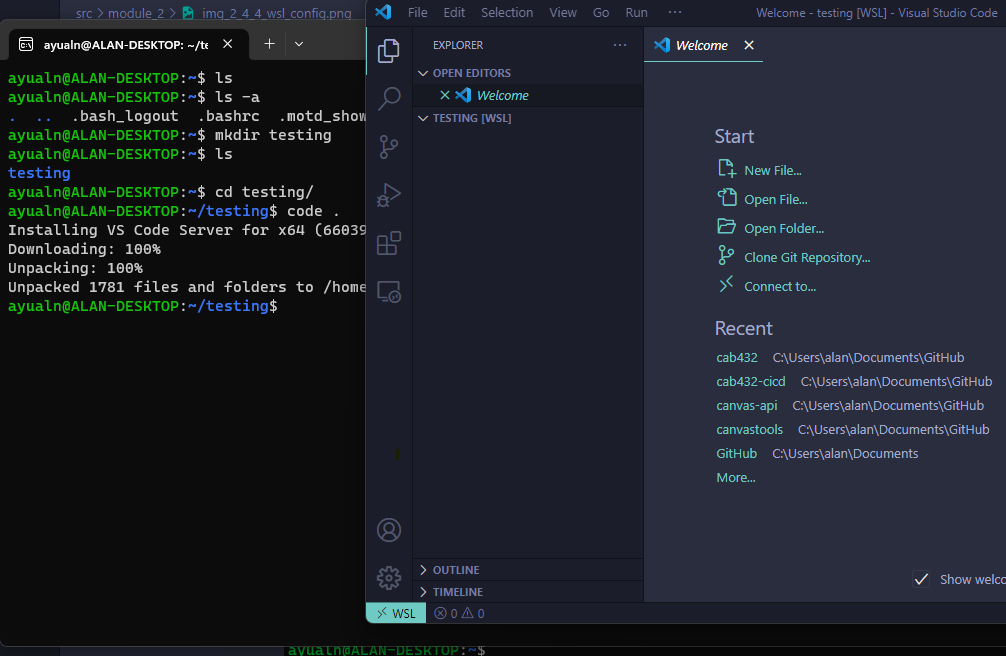 src > module_2 > img_2_4_4_wsl_config.png
ayualn@ALAN-DESKTOP: ~/te
ayualn@ALAN-DESKTOP:~$ ls
ayualn@ALAN-DESKTOP:~$ ls -a
. .. .bash_logout .bashrc .motd_show
ayualn@ALAN-DESKTOP:~$ mkdir testing
ayualn@ALAN-DESKTOP:~$ ls
testing
ayualn@ALAN-DESKTOP:~$ cd testing/
ayualn@ALAN-DESKTOP:~/testing$ code .
Installing VS Code Server for x64 (66039
Downloading: 100%
Unpacking: 100%
Unpacked 1781 files and folders to /home
ayualn@ALAN-DESKTOP:~/testing$
ayualn@ALAN-DESKTOP:~$
File Edit Selection View Go Run ··· Welcome - testing [WSL] - Visual Studio Code
EXPLORER ···
OPEN EDITORS
Welcome
TESTING [WSL]
OUTLINE
TIMELINE
WSL 0 0
Welcome
Start
New File...
Open File...
Open Folder...
Clone Git Repository...
Connect to...
Recent
cab432 C:\Users\alan\Documents\GitHub
cab432-cicd C:\Users\alan\Documents\GitHub
canvas-api C:\Users\alan\Documents\GitHub
canvastools C:\Users\alan\Documents\GitHub
GitHub C:\Users\alan\Documents
More...
Show welco